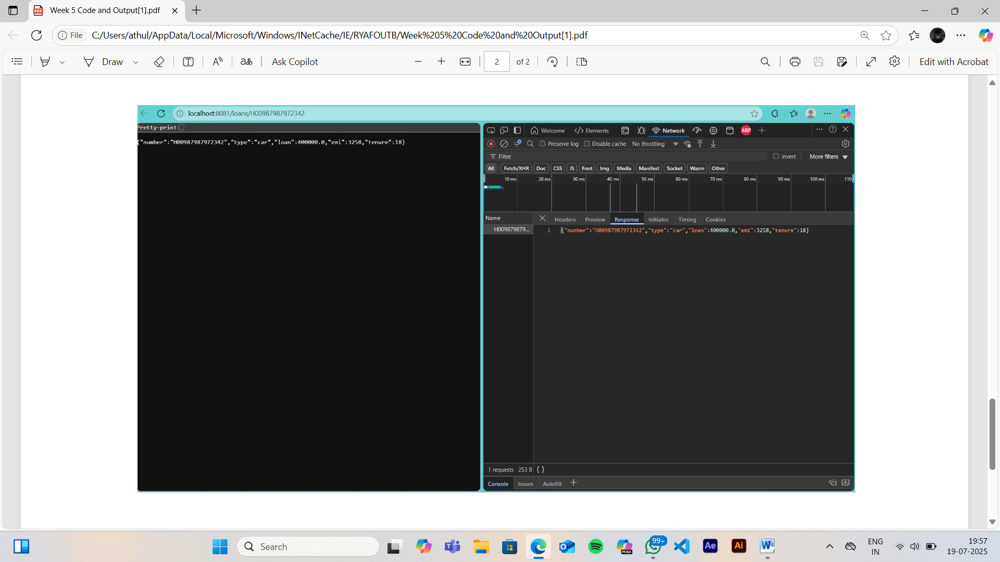 Week 5 Code and Output[1].pdf
File
C:/Users/athul/AppData/Local/Microsoft/Windows/INetCache/IE/RYAFOUTB/Week%205%20Code%20and%20Output[1].pdf
Draw
Ask Copilot
2 of 2
Edit with Acrobat
localhost:8081/loans/H00987987972342
Pretty-print
{"number":"H00987987972342","type":"car","loan":400000.0,"emi":3258,"tenure":18}
Welcome Elements Network ABP
Preserve log Disable cache No throttling
Filter Invert More filters
All Fetch/XHR Doc CSS JS Font Img Media Manifest Socket Wasm Other
10 ms 20 ms 30 ms 40 ms 50 ms 60 ms 70 ms 80 ms 90 ms 100 ms 110
Name Headers Preview Response Initiator Timing Cookies
H009879879...
1 {"number":"H00987987972342","type":"car","loan":400000.0,"emi":3258,"tenure":18}
1 requests 253 B { }
Console Issues Autofill
Search
M365
99+
Ae
Ai
W
ENG
IN
19:57
19-07-2025